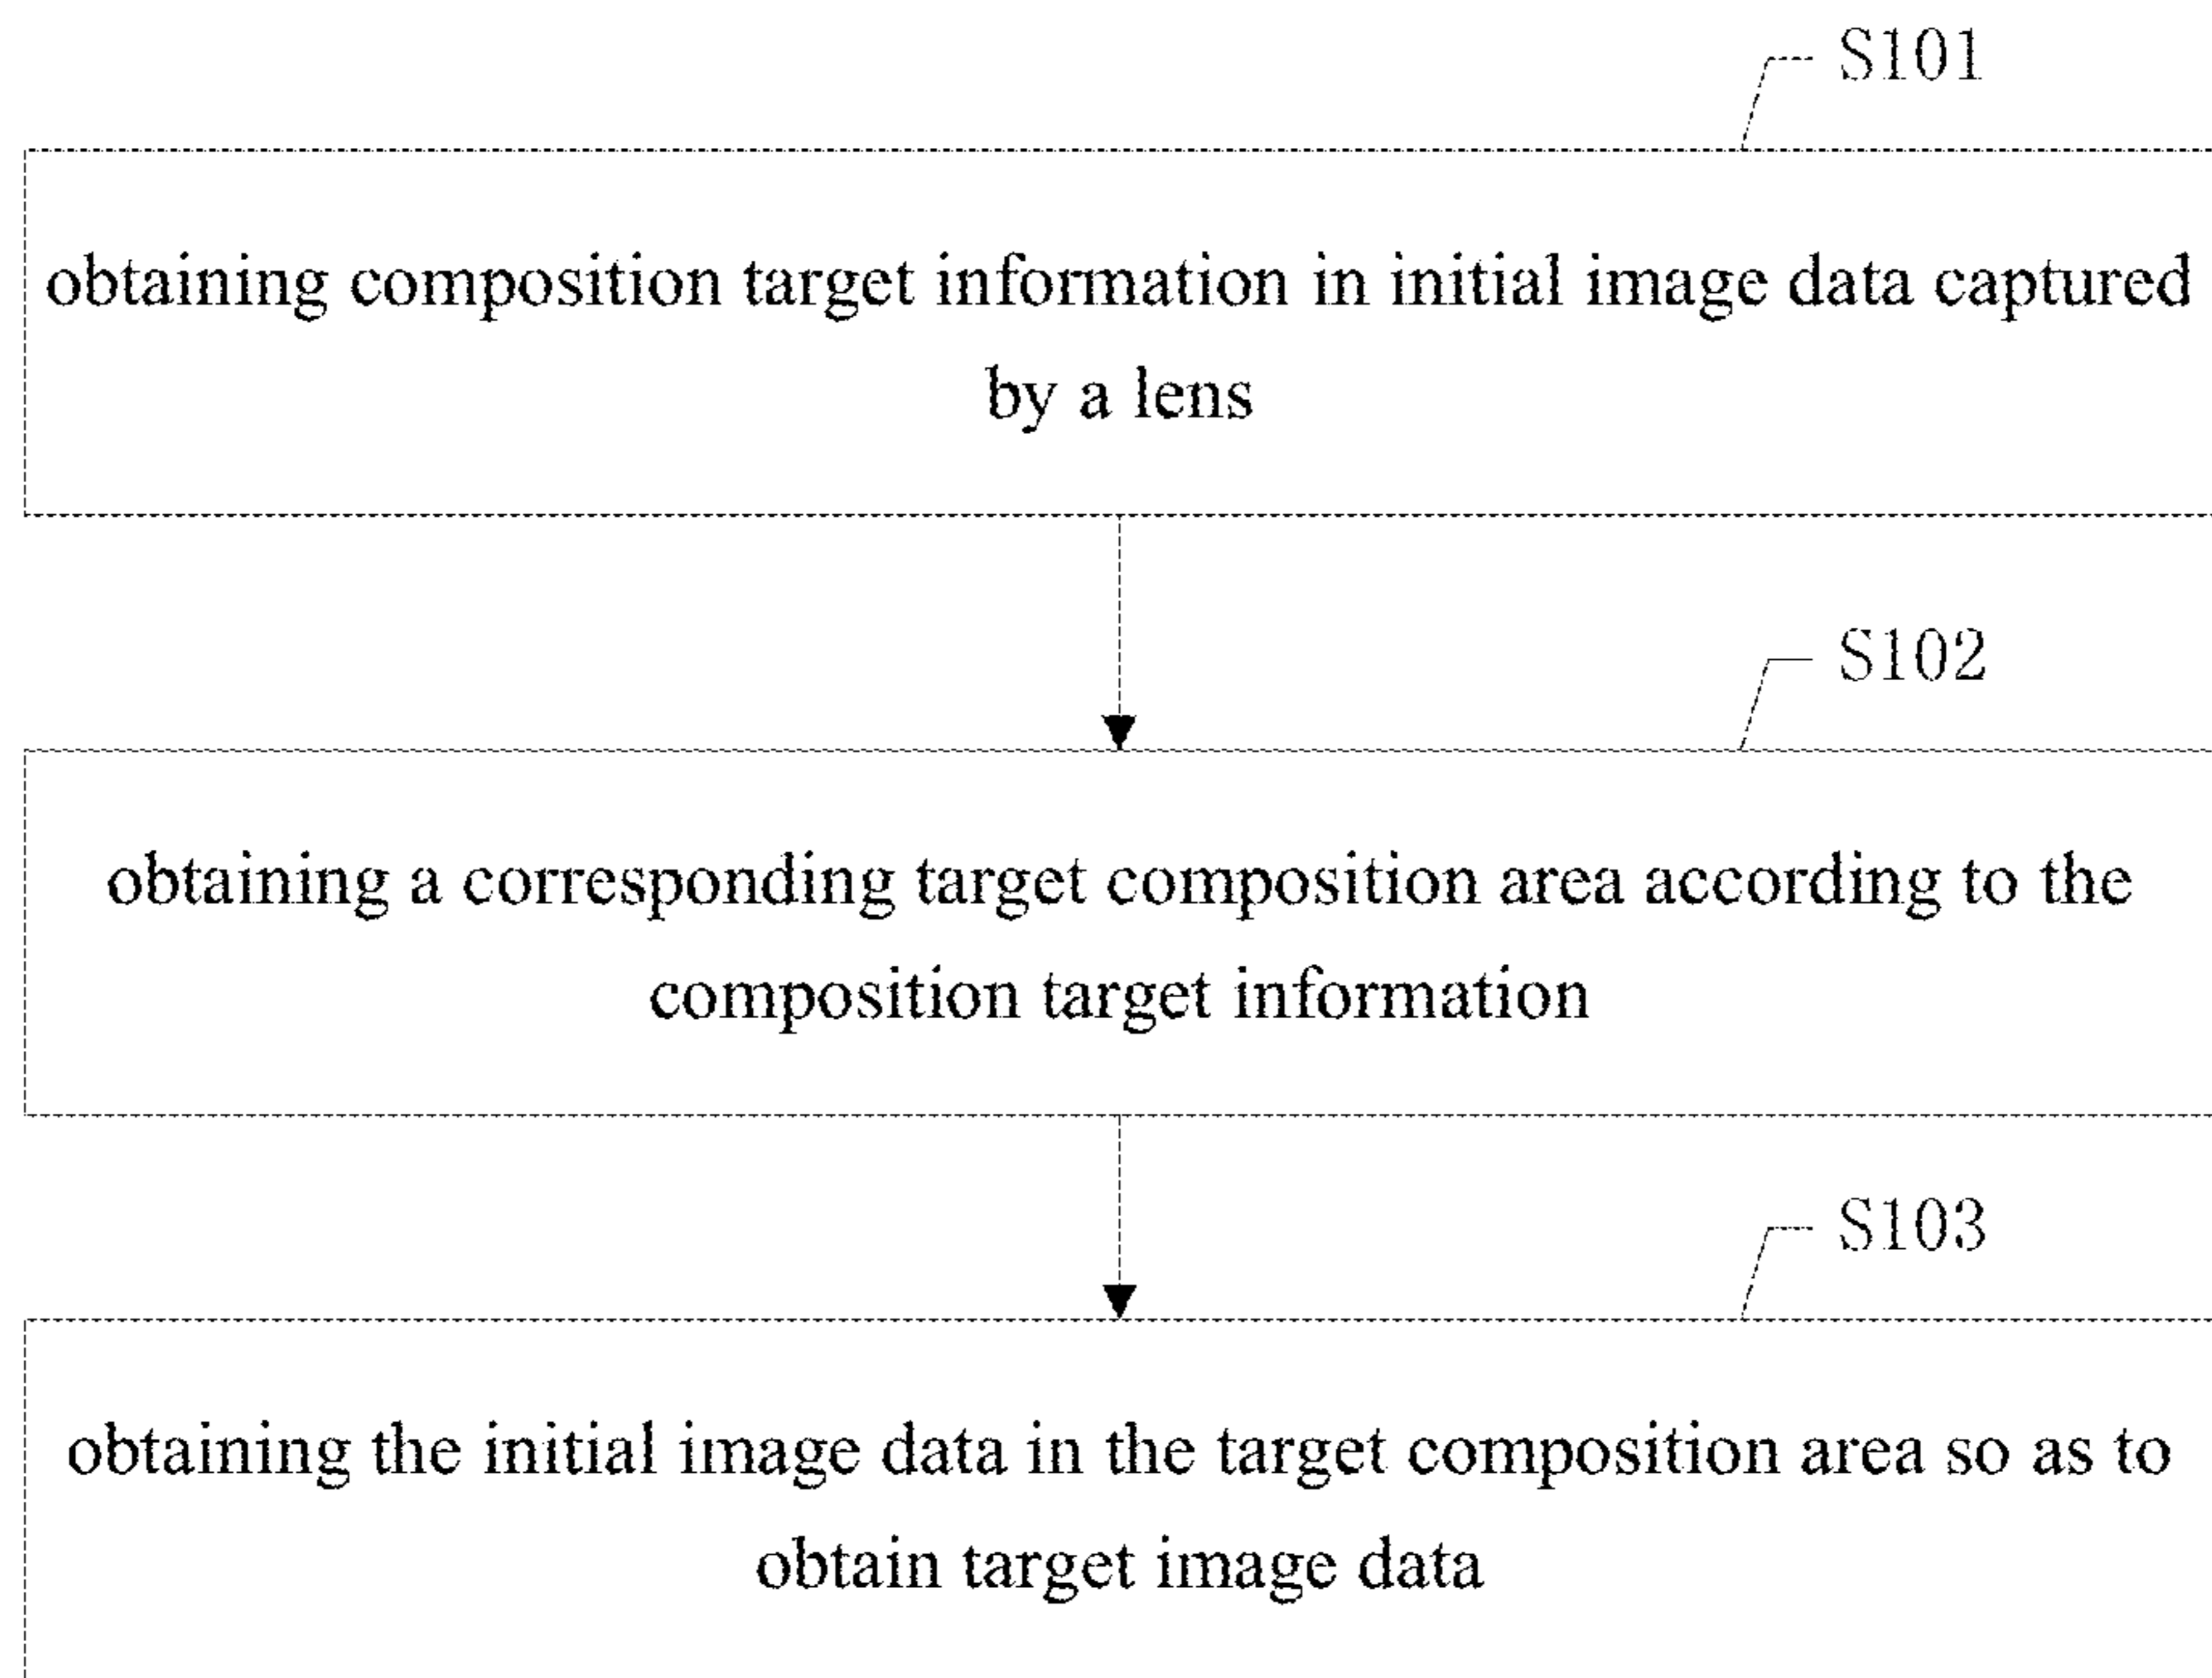 S101
obtaining composition target information in initial image data captured
by a lens
S102
obtaining a corresponding target composition area according to the
composition target information
S103
obtaining the initial image data in the target composition area so as to
obtain target image data